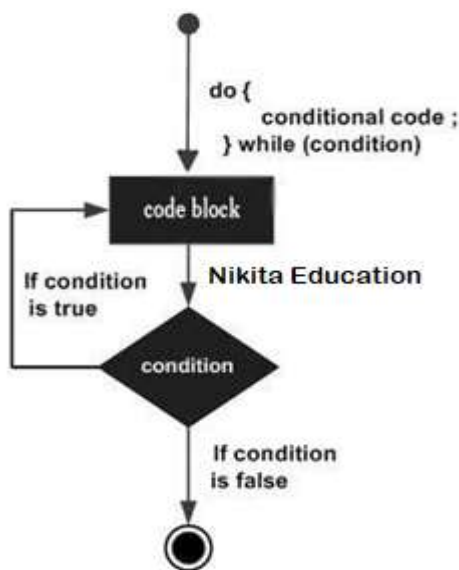 do {
conditional code ;
} while (condition)
code block
Nikita Education
If condition
is true
condition
If condition
is false